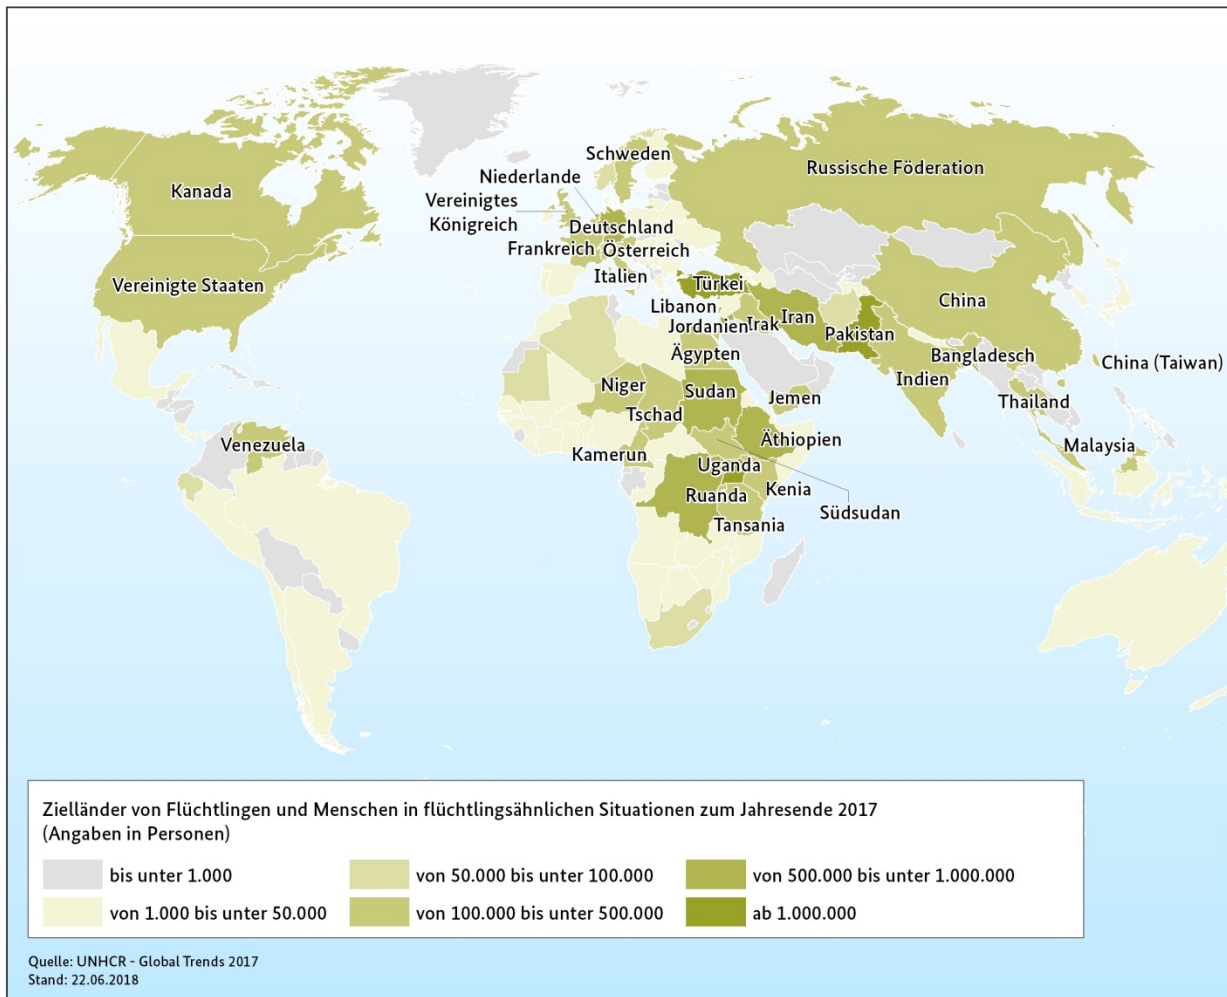 Schweden
Russische Föderation
Niederlande
Kanada
Vereinigtes
Königreich
Deutschland
Frankreich
Österreich
Italien
Vereinigte Staaten
Türkei
China
Libanon
Iran
Jordanien
Irak
Pakistan
Ägypten
Bangladesch
China (Taiwan)
Indien
Niger
Sudan
Jemen
Thailand
Tschad
Venezuela
Äthiopien
Malaysia
Kamerun
Uganda
Kenia
Ruanda
Südsudan
Tansania
Zielländer von Flüchtlingen und Menschen in flüchtlingsähnlichen Situationen zum Jahresende 2017
(Angaben in Personen)
bis unter 1.000
von 50.000 bis unter 100.000
von 500.000 bis unter 1.000.000
von 1.000 bis unter 50.000
von 100.000 bis unter 500.000
ab 1.000.000
Quelle: UNHCR - Global Trends 2017
Stand: 22.06.2018